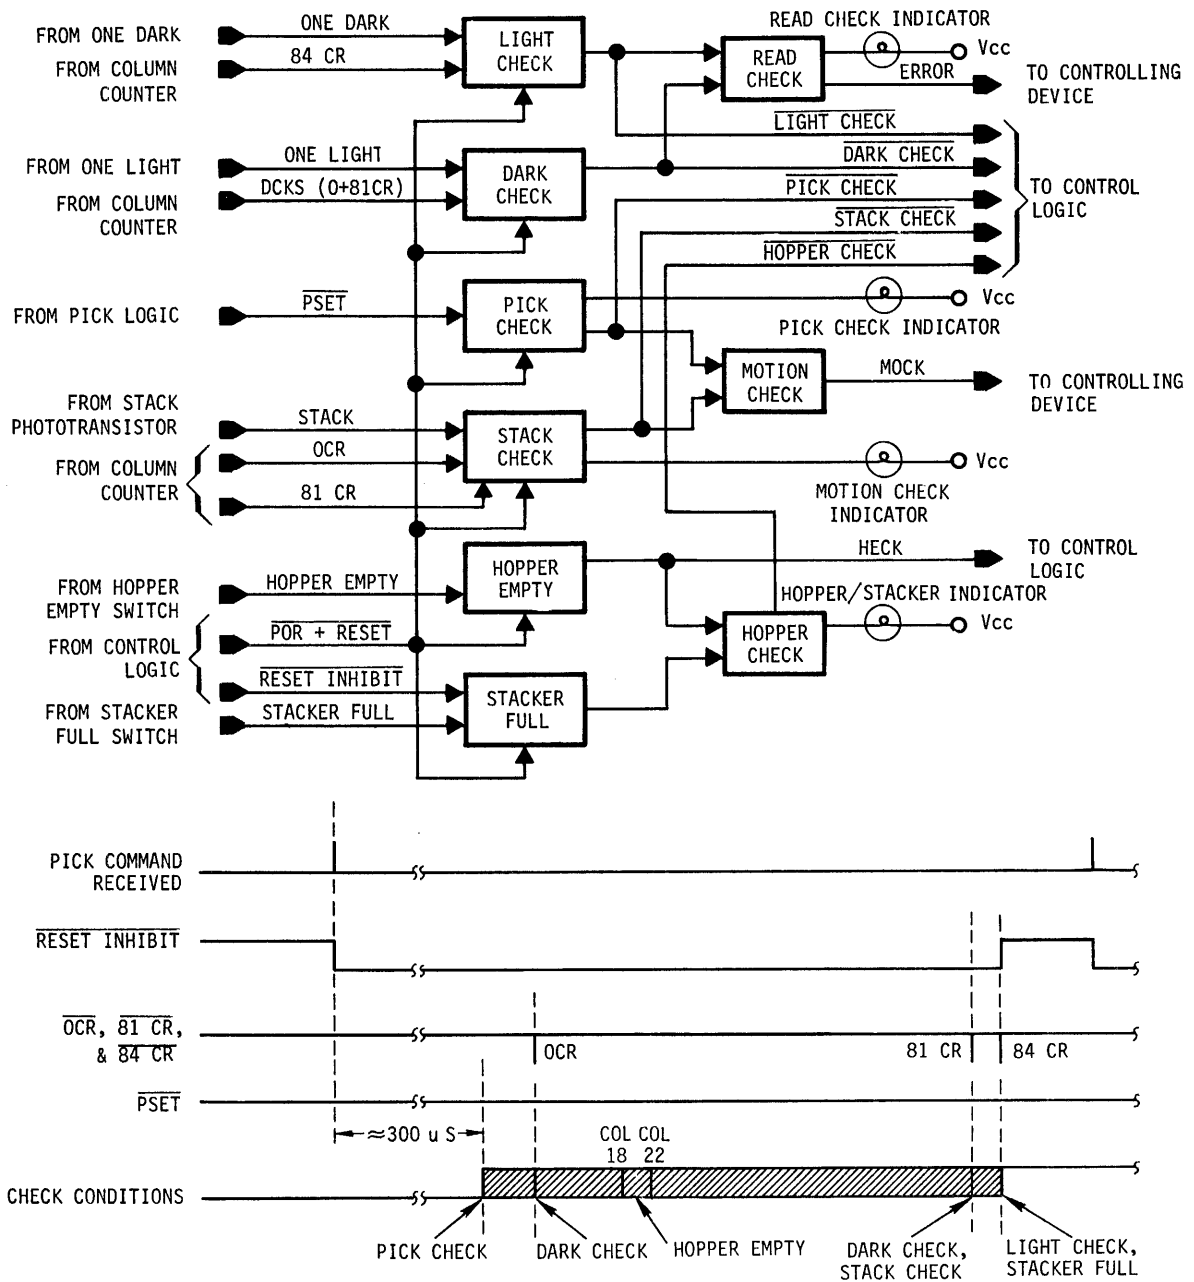 READ CHECK INDICATOR
FROM ONE DARK
ONE DARK
LIGHT
CHECK
READ
CHECK
Vcc
FROM COLUMN
COUNTER
84 CR
ERROR
TO CONTROLLING
DEVICE
LIGHT CHECK
FROM ONE LIGHT
ONE LIGHT
DARK
CHECK
DARK CHECK
FROM COLUMN
COUNTER
DCKS (0+81CR)
PICK CHECK
TO CONTROL
LOGIC
STACK CHECK
HOPPER CHECK
FROM PICK LOGIC
PSET
PICK
CHECK
Vcc
PICK CHECK INDICATOR
MOTION
CHECK
MOCK
TO CONTROLLING
DEVICE
FROM STACK
PHOTOTRANSISTOR
STACK
STACK
CHECK
FROM COLUMN
COUNTER
OCR
81 CR
Vcc
MOTION CHECK
INDICATOR
HOPPER
EMPTY
HECK
TO CONTROL
LOGIC
FROM HOPPER
EMPTY SWITCH
HOPPER EMPTY
HOPPER/STACKER INDICATOR
FROM CONTROL
LOGIC
POR + RESET
HOPPER
CHECK
Vcc
RESET INHIBIT
STACKER
FULL
FROM STACKER
FULL SWITCH
STACKER FULL
PICK COMMAND
RECEIVED
RESET INHIBIT
OCR, 81 CR,
& 84 CR
OCR
81 CR
84 CR
PSET
≈300 u S
COL COL
18 22
CHECK CONDITIONS
PICK CHECK
DARK CHECK
HOPPER EMPTY
DARK CHECK,
STACK CHECK
LIGHT CHECK,
STACKER FULL